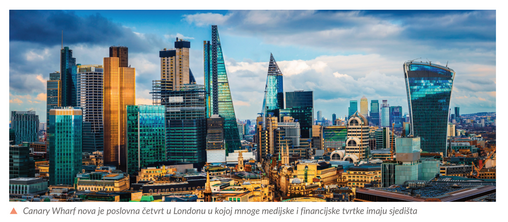 Canary Wharf nova je poslovna četvrt u Londonu u kojoj mnoge medijske i financijske tvrtke imaju sjedišta